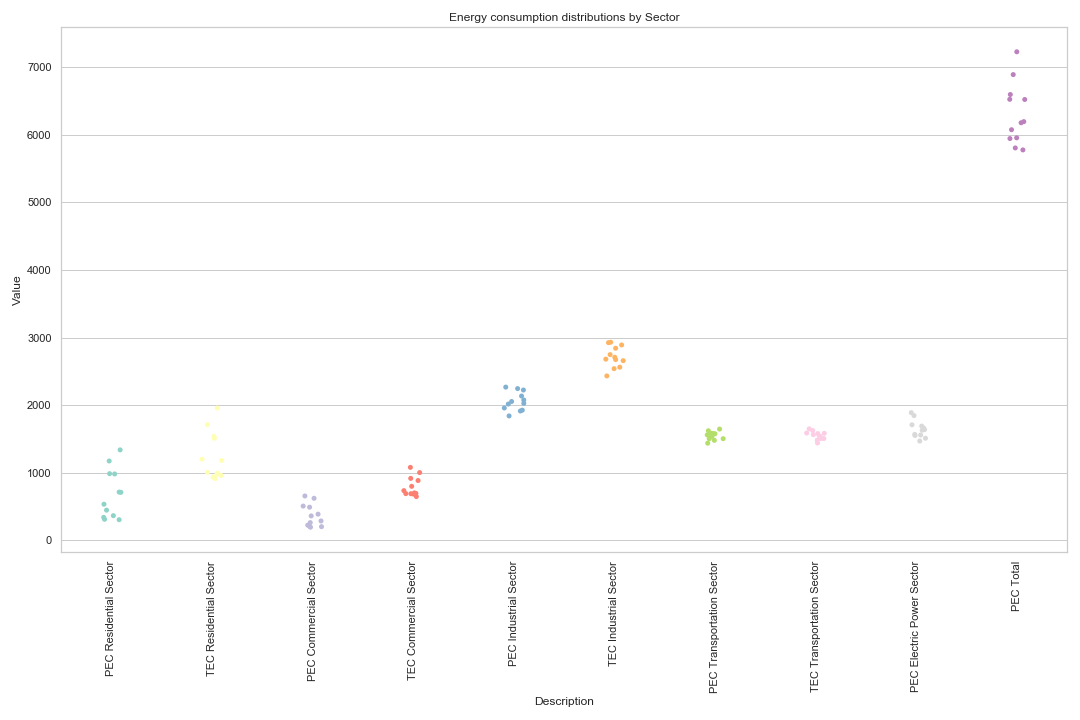 Energy consumption distributions by Sector
Value
7000
6000
5000
4000
3000
2000
1000
0
PEC Residential Sector
TEC Residential Sector
PEC Commercial Sector
TEC Commercial Sector
PEC Industrial Sector
TEC Industrial Sector
PEC Transportation Sector
TEC Transportation Sector
PEC Electric Power Sector
PEC Total
Description